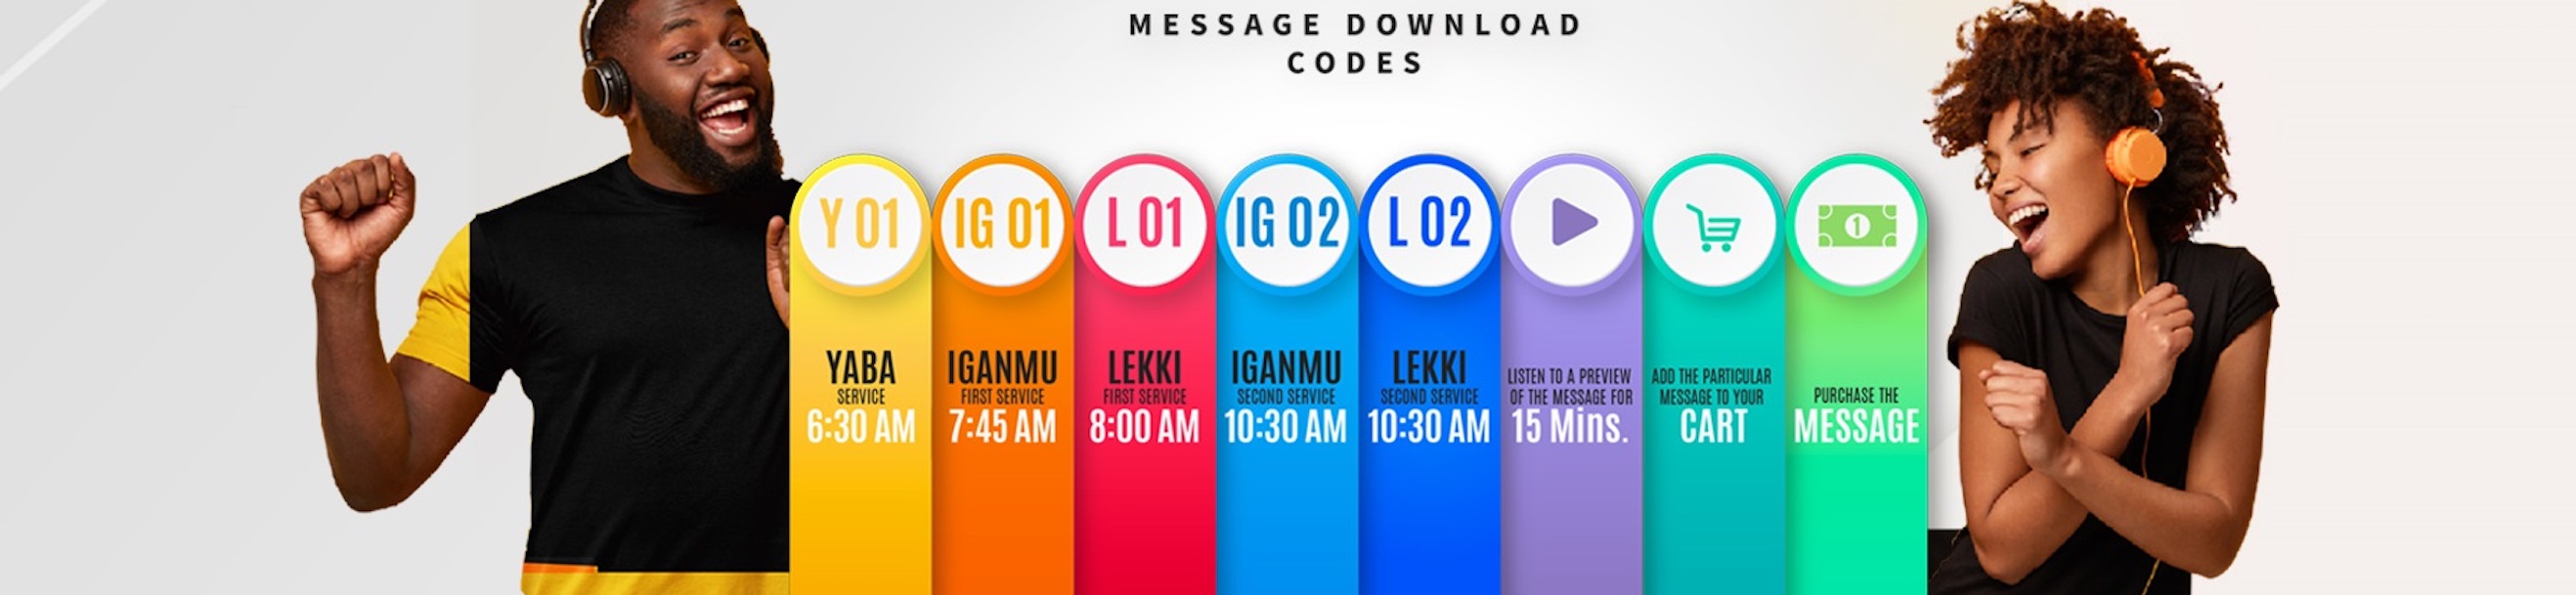 MESSAGE DOWNLOAD
CODES
Y 01
YABA
SERVICE
6:30 AM
IG 01
IGANMU
FIRST SERVICE
7:45 AM
L 01
LEKKI
FIRST SERVICE
8:00 AM
IG 02
IGANMU
SECOND SERVICE
10:30 AM
L 02
LEKKI
SECOND SERVICE
10:30 AM
LISTEN TO A PREVIEW
OF THE MESSAGE FOR
15 Mins.
ADD THE PARTICULAR
MESSAGE TO YOUR
CART
1
PURCHASE THE
MESSAGE